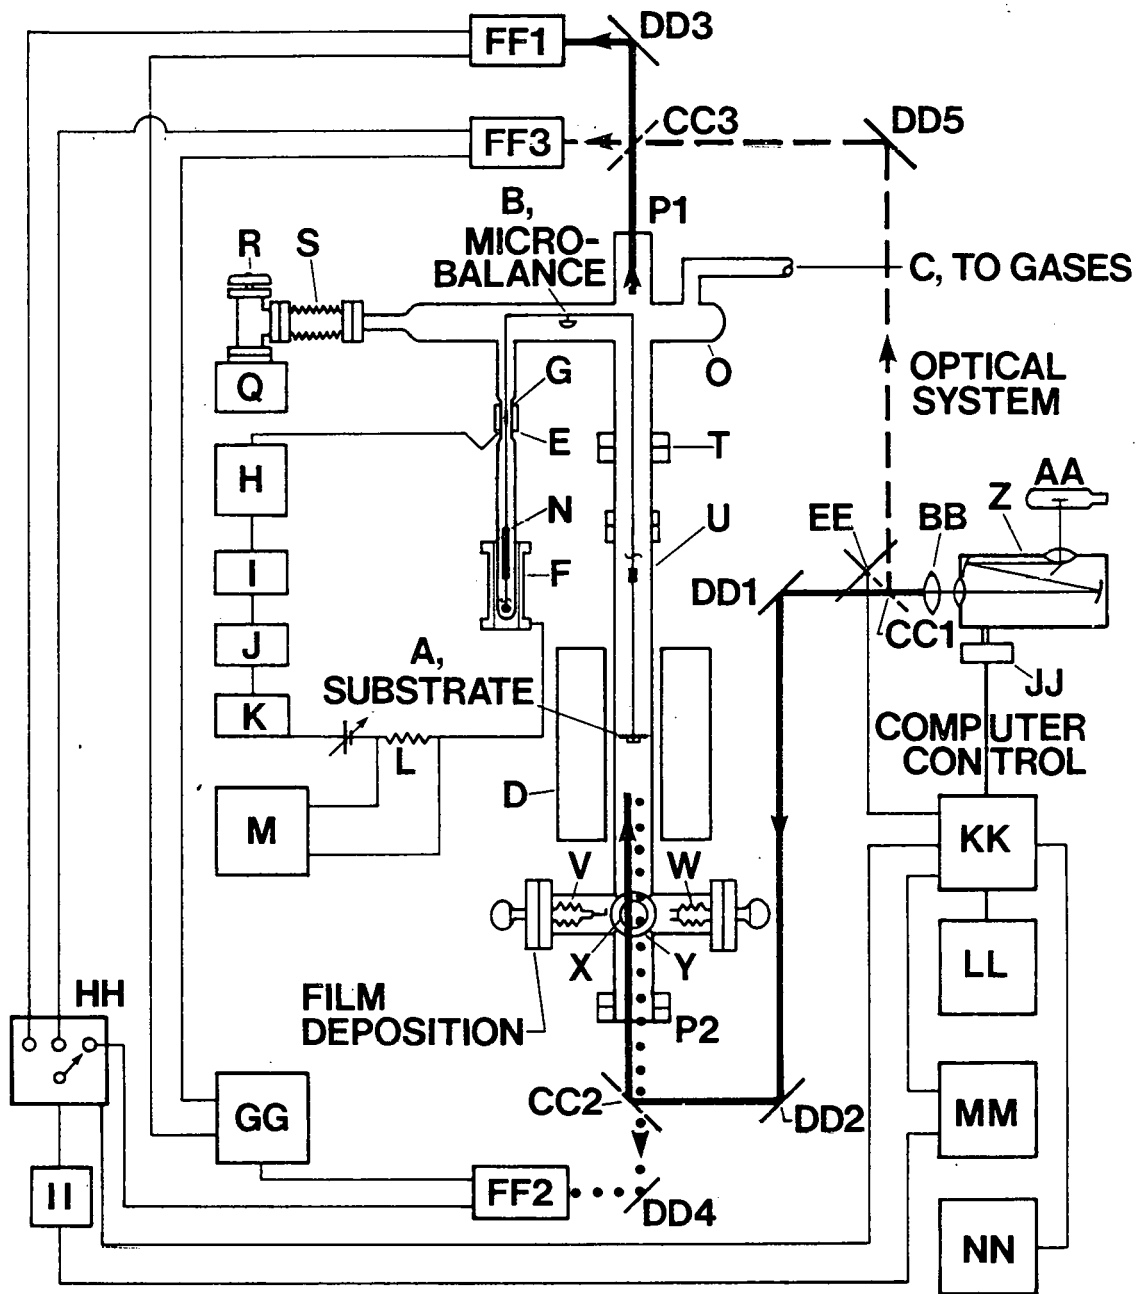 DD3
FF1
CC3
DD5
FF3
B,
MICRO-
BALANCE
P1
R
S
C, TO GASES
Q
G
O
OPTICAL
SYSTEM
E
T
H
AA
Z
N
U
EE
BB
I
F
DD1
CC1
J
A,
SUBSTRATE
JJ
K
COMPUTER
CONTROL
L
D
M
KK
V
W
X
Y
LL
HH
FILM
DEPOSITION
P2
CC2
GG
DD2
MM
II
FF2
DD4
NN